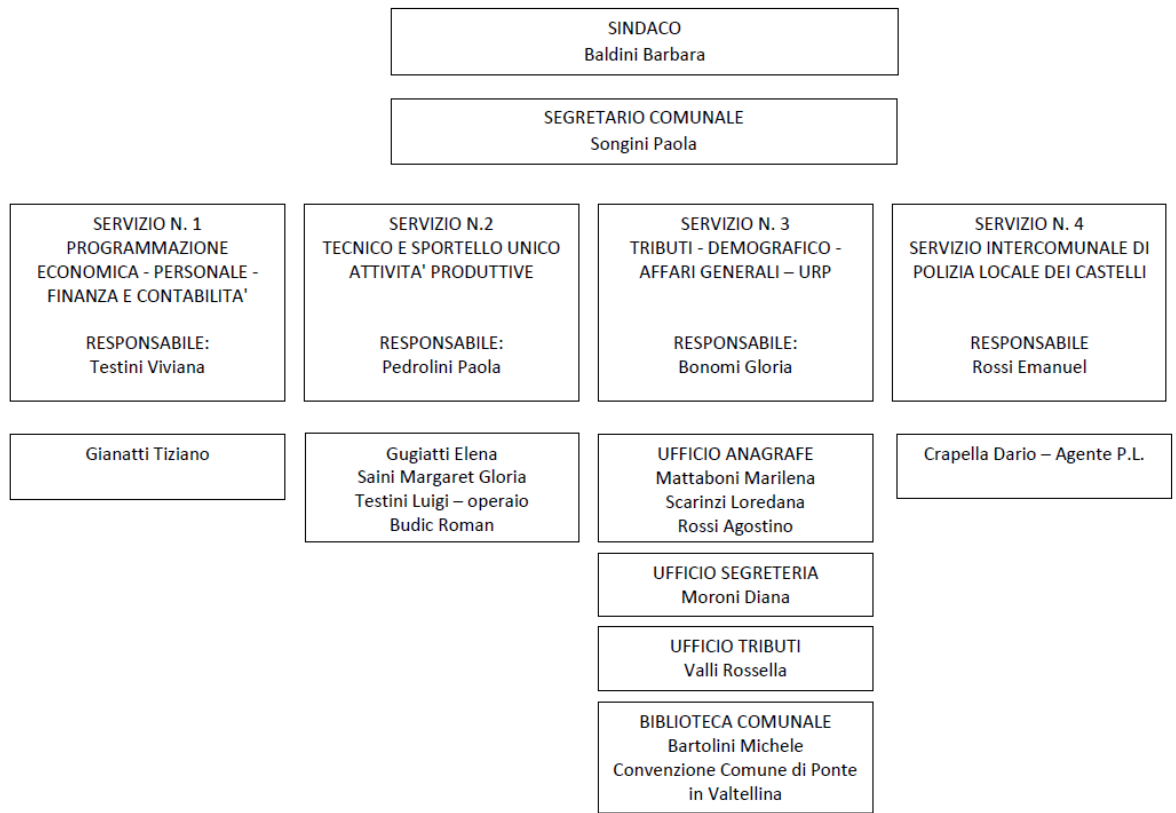 SINDACO
Baldini Barbara
SEGRETARIO COMUNALE
Songini Paola
SERVIZIO N. 1
PROGRAMMAZIONE
ECONOMICA - PERSONALE -
FINANZA E CONTABILITA'
RESPONSABILE:
Testini Viviana
SERVIZIO N.2
TECNICO E SPORTELLO UNICO
ATTIVITA' PRODUTTIVE
RESPONSABILE:
Pedrolini Paola
SERVIZIO N. 3
TRIBUTI - DEMOGRAFICO -
AFFARI GENERALI – URP
RESPONSABILE:
Bonomi Gloria
SERVIZIO N. 4
SERVIZIO INTERCOMUNALE DI
POLIZIA LOCALE DEI CASTELLI
RESPONSABILE
Rossi Emanuel
Gianatti Tiziano
Gugiatti Elena
Saini Margaret Gloria
Testini Luigi – operaio
Budic Roman
UFFICIO ANAGRAFE
Mattaboni Marilena
Scarinzi Loredana
Rossi Agostino
Crapella Dario – Agente P.L.
UFFICIO SEGRETERIA
Moroni Diana
UFFICIO TRIBUTI
Valli Rossella
BIBLIOTECA COMUNALE
Bartolini Michele
Convenzione Comune di Ponte
in Valtellina